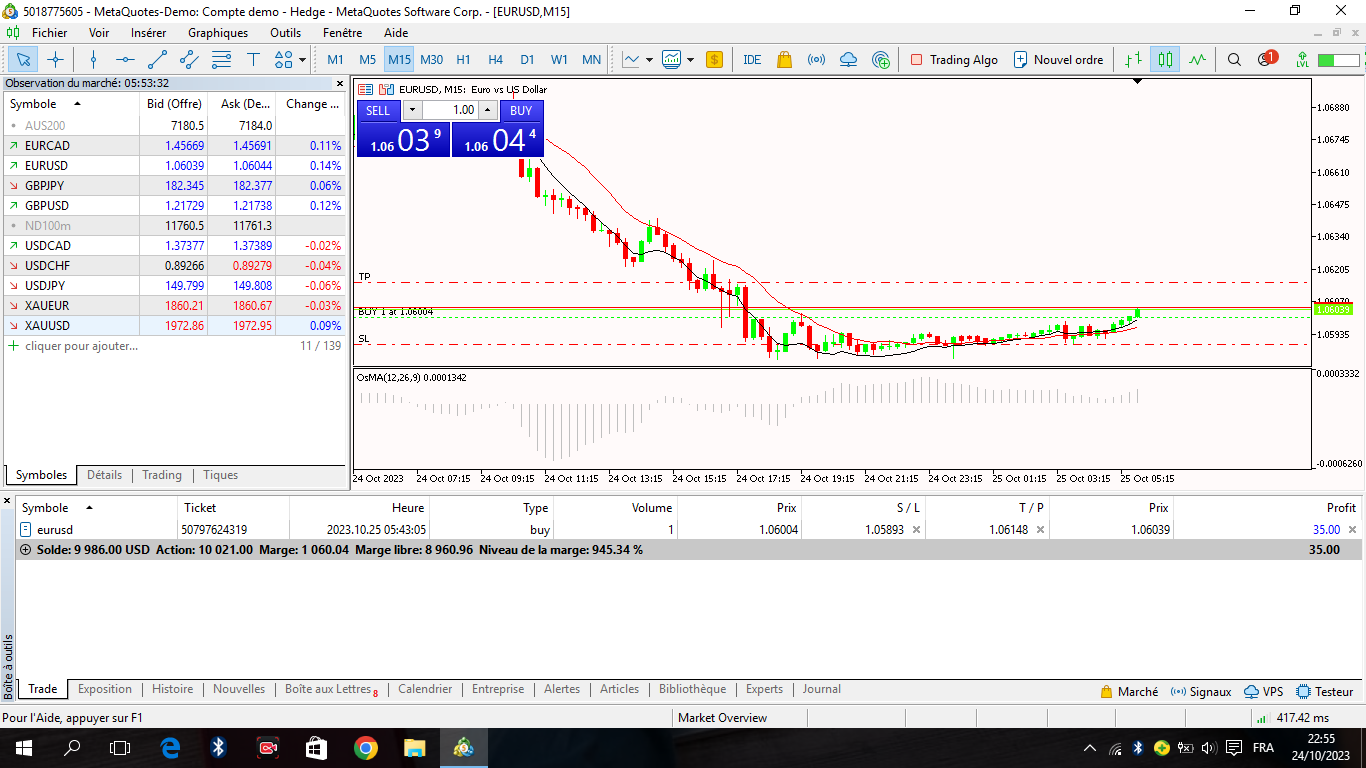 5018775605 - MetaQuotes-Demo: Compte demo - Hedge - MetaQuotes Software Corp. - [EURUSD,M15]
Fichier Voir Insérer Graphiques Outils Fenêtre Aide
M1 M5 M15 M30 H1 H4 D1 W1 MN $ IDE Trading Algo Nouvel ordre 1 LVL
Observation du marché: 05:53:32
Symbole Bid (Offre) Ask (De... Change ...
AUS200 7180.5 7184.0
EURCAD 1.45669 1.45691 0.11%
EURUSD 1.06039 1.06044 0.14%
GBPJPY 182.345 182.377 0.06%
GBPUSD 1.21729 1.21738 0.12%
ND100m 11760.5 11761.3
USDCAD 1.37377 1.37389 -0.02%
USDCHF 0.89266 0.89279 -0.04%
USDJPY 149.799 149.808 -0.06%
XAUEUR 1860.21 1860.67 -0.03%
XAUUSD 1972.86 1972.95 0.09%
cliquer pour ajouter... 11 / 139
Symboles Détails Trading Tiques
EURUSD, M15: Euro vs US Dollar
SELL 1.00 BUY
1.06 03 9 1.06 04 4
TP
BUY 1 at 1.06004
SL
1.06880
1.06745
1.06610
1.06475
1.06340
1.06205
1.06070
1.06039
1.05935
OsMA(12,26,9) 0.0001342
0.0003332
-0.0006260
24 Oct 2023 24 Oct 07:15 24 Oct 09:15 24 Oct 11:15 24 Oct 13:15 24 Oct 15:15 24 Oct 17:15 24 Oct 19:15 24 Oct 21:15 24 Oct 23:15 25 Oct 01:15 25 Oct 03:15 25 Oct 05:15
Symbole Ticket Heure Type Volume Prix S / L T / P Prix Profit
eurusd 50797624319 2023.10.25 05:43:05 buy 1 1.06004 1.05893 1.06148 1.06039 35.00
Solde: 9 986.00 USD Action: 10 021.00 Marge: 1 060.04 Marge libre: 8 960.96 Niveau de la marge: 945.34 % 35.00
Boîte à outils
Trade Exposition Histoire Nouvelles Boîte aux Lettres 8 Calendrier Entreprise Alertes Articles Bibliothèque Experts Journal
Marché Signaux VPS Testeur
Pour l'Aide, appuyer sur F1 Market Overview 417.42 ms
FRA 22:55
24/10/2023